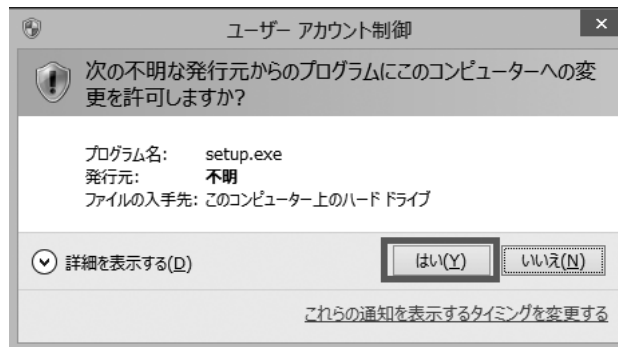 ユーザー アカウント制御
次の不明な発行元からのプログラムにこのコンピューターへの変
更を許可しますか?
プログラム名: setup.exe
発行元: 不明
ファイルの入手先: このコンピューター上のハード ドライブ
詳細を表示する(D)
はい(Y)
いいえ(N)
これらの通知を表示するタイミングを変更する